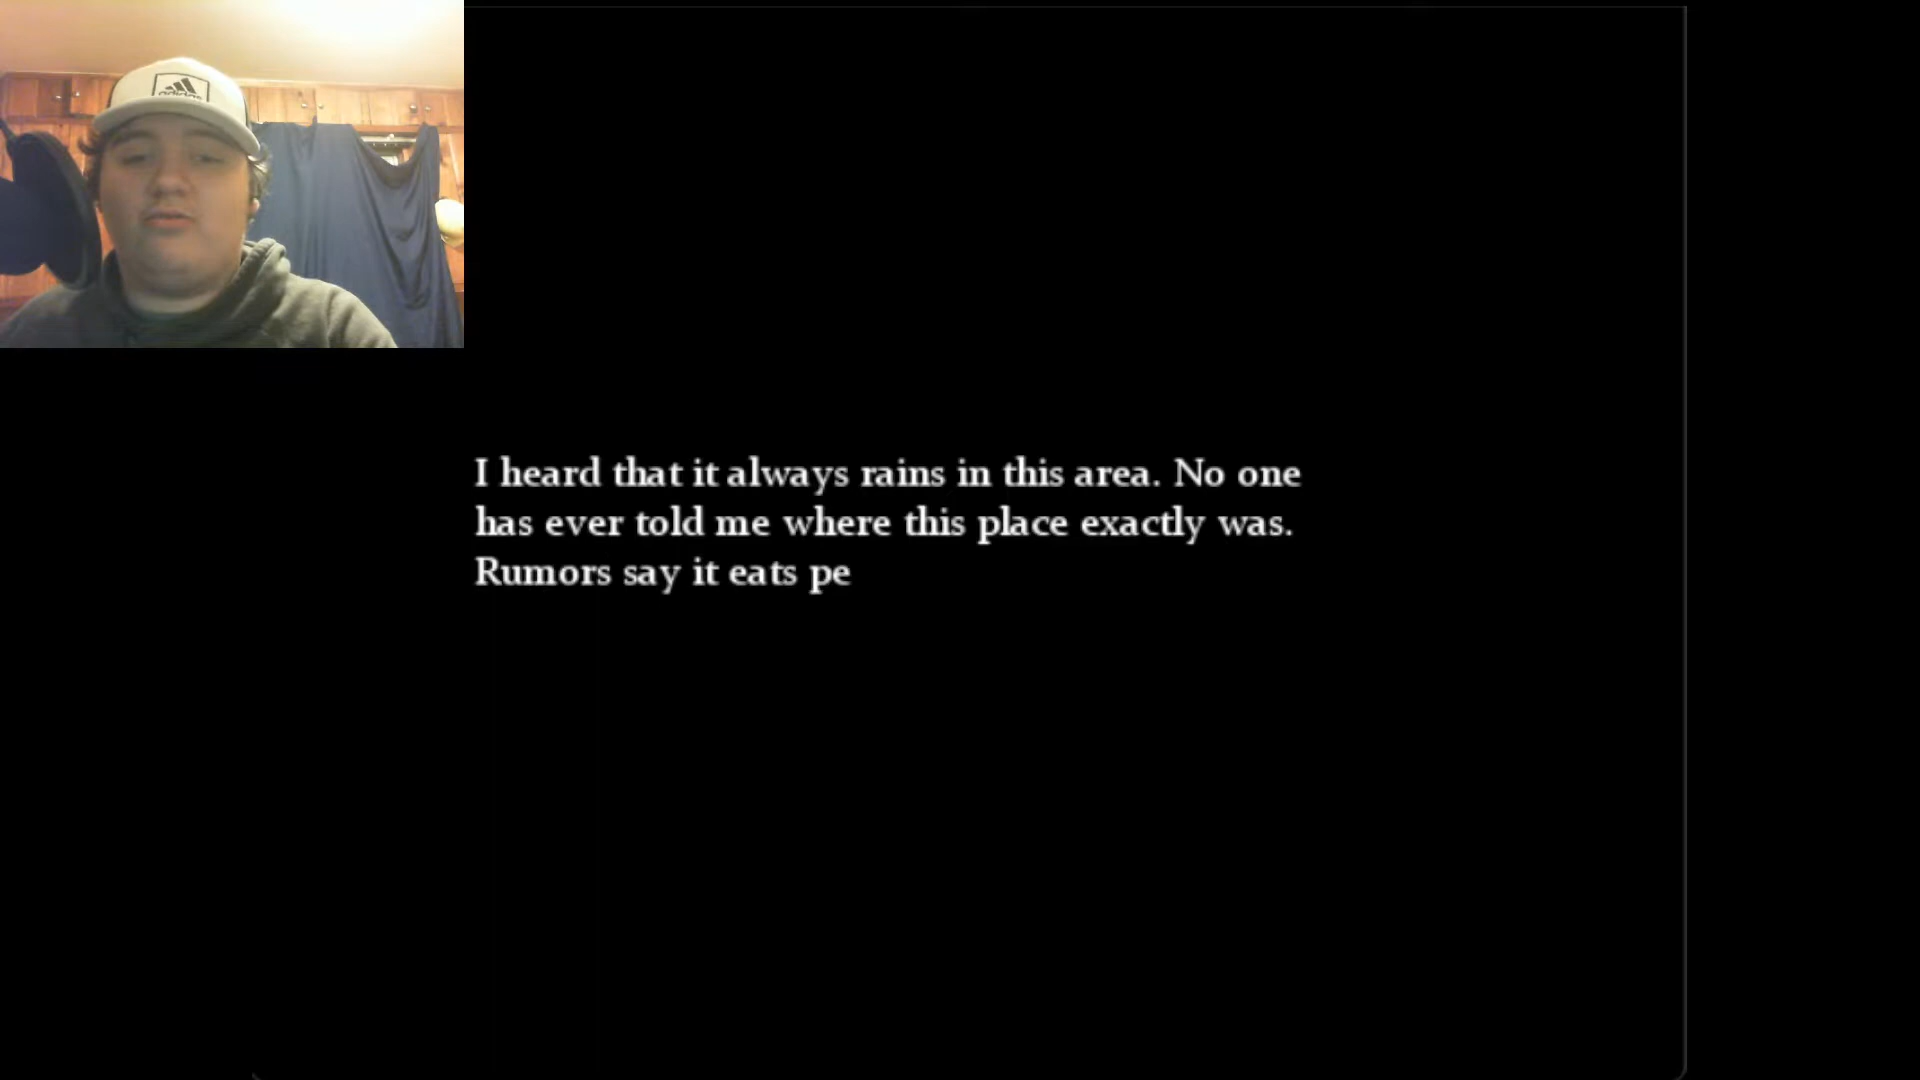 adidas
I heard that it always rains in this area. No one
has ever told me where this place exactly was.
Rumors say it eats pe